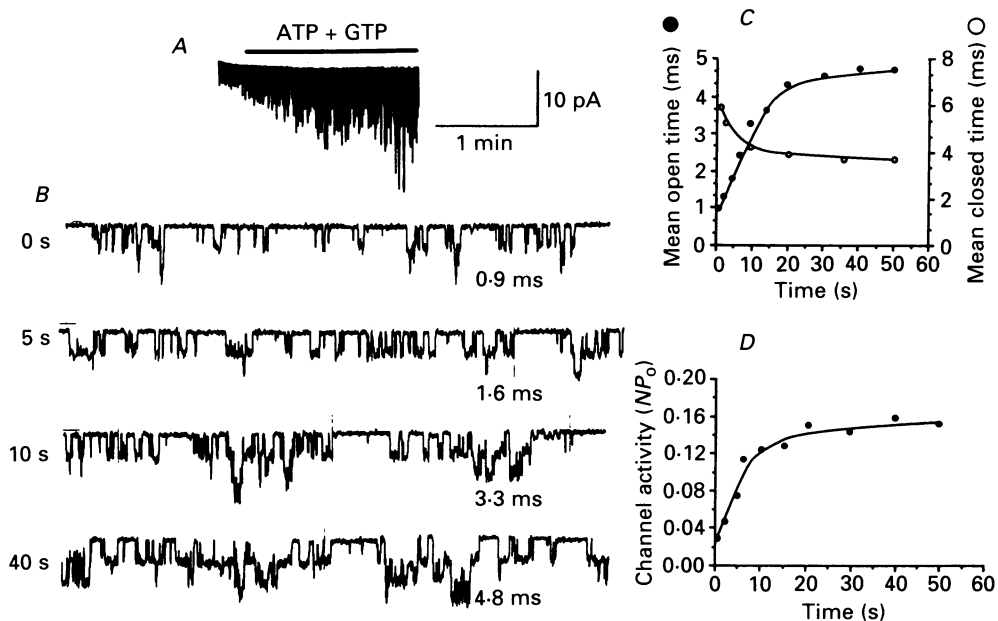 A
ATP + GTP
10 pA
1 min
B
0 s
0·9 ms
5 s
1·6 ms
10 s
3·3 ms
40 s
4·8 ms
C
Mean open time (ms)
5
4
3
2
1
0
8
6
4
2
0
Mean closed time (ms)
0 10 20 30 40 50 60
Time (s)
D
Channel activity (NPo)
0·20
0·16
0·12
0·08
0·04
0·00
0 10 20 30 40 50 60
Time (s)